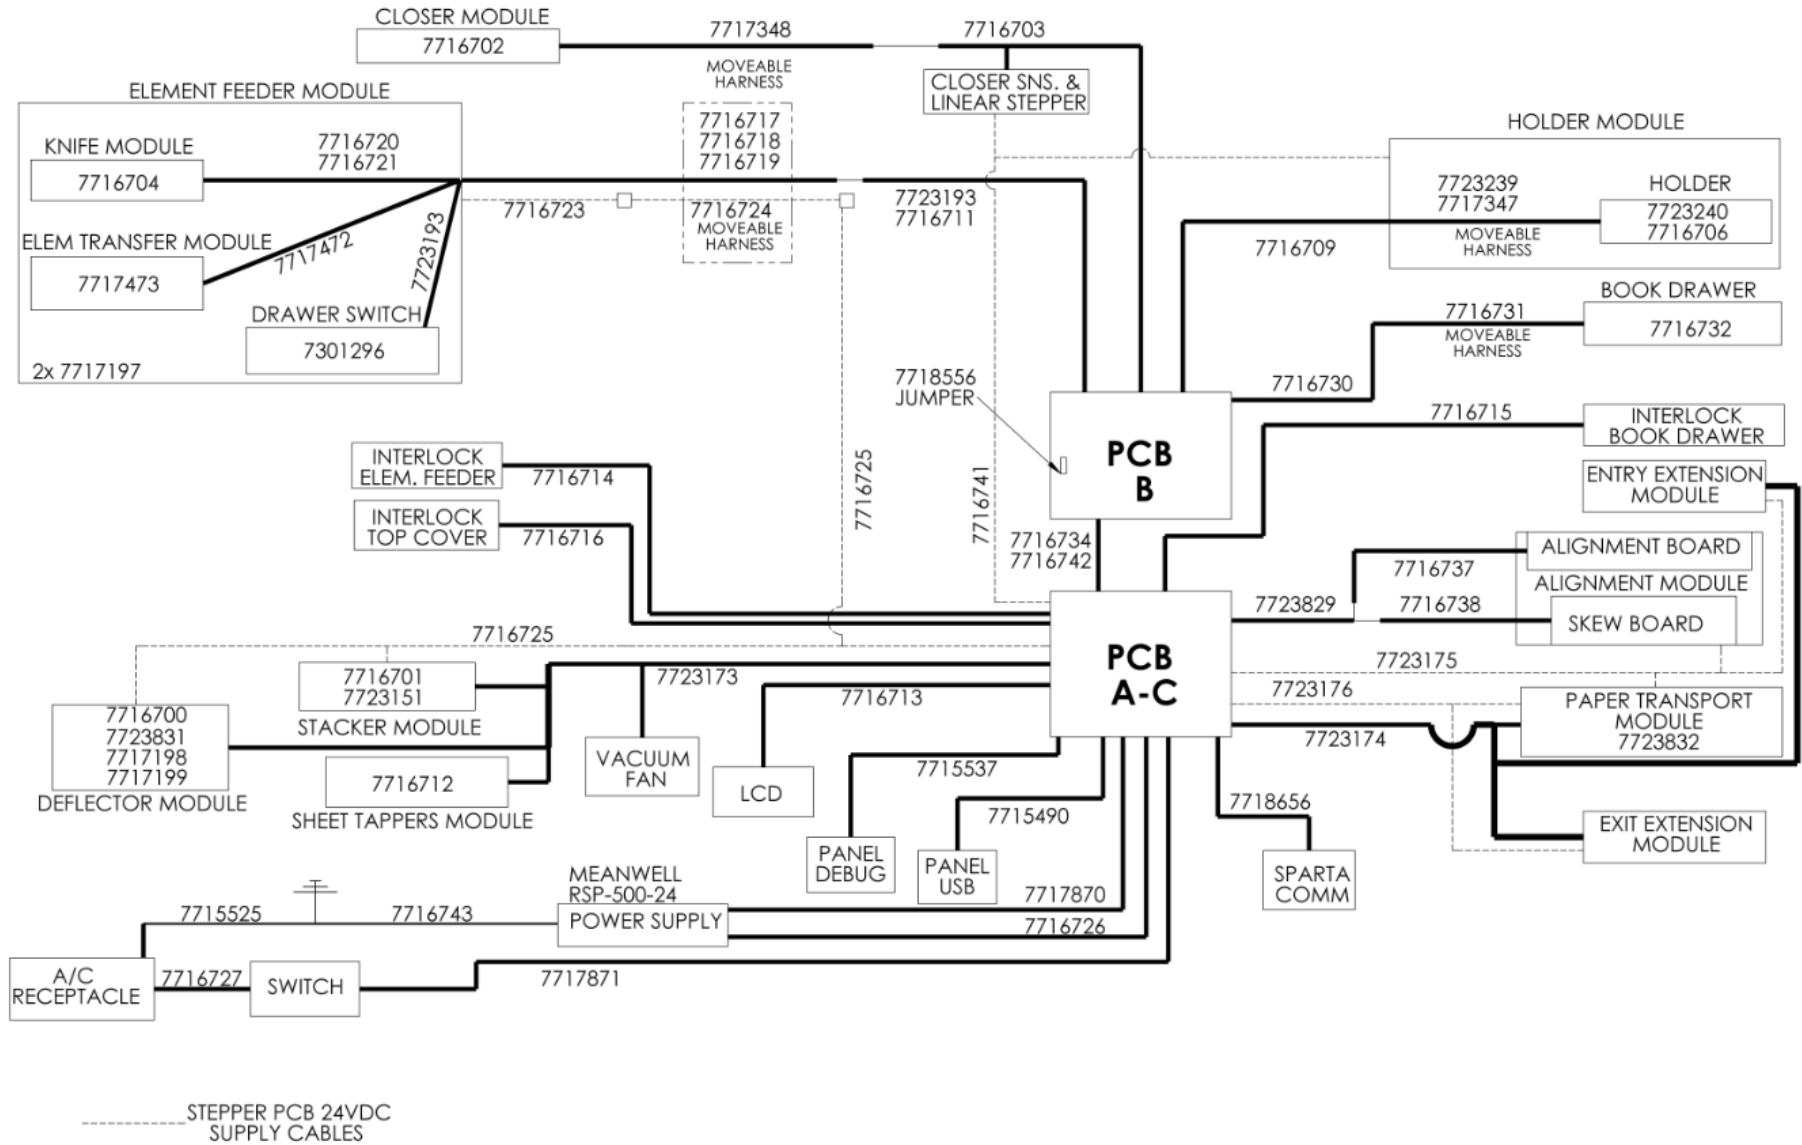 CLOSER MODULE
7716702
7717348
MOVEABLE
HARNESS
7716703
CLOSER SNS. &
LINEAR STEPPER
ELEMENT FEEDER MODULE
KNIFE MODULE
7716704
7716720
7716721
ELEM TRANSFER MODULE
7717473
7717472
7723193
DRAWER SWITCH
7301296
2x 7717197
7716723
7716717
7716718
7716719
7716724
MOVEABLE
HARNESS
7723193
7716711
HOLDER MODULE
7723239
7717347
MOVEABLE
HARNESS
HOLDER
7723240
7716706
7716709
BOOK DRAWER
7716732
7716731
MOVEABLE
HARNESS
7716730
7718556
JUMPER
PCB
B
7716715
INTERLOCK
BOOK DRAWER
ENTRY EXTENSION
MODULE
INTERLOCK
ELEM. FEEDER
7716714
INTERLOCK
TOP COVER
7716716
7716725
7716741
7716734
7716742
ALIGNMENT BOARD
7716737
ALIGNMENT MODULE
7723829
7716738
SKEW BOARD
PCB
A-C
7716725
7716701
7723151
STACKER MODULE
7723173
7716713
7716700
7723831
7717198
7717199
DEFLECTOR MODULE
7716712
SHEET TAPPERS MODULE
VACUUM
FAN
LCD
7715537
PANEL
DEBUG
7715490
PANEL
USB
7723175
7723176
7723174
PAPER TRANSPORT
MODULE
7723832
7718656
SPARTA
COMM
EXIT EXTENSION
MODULE
MEANWELL
RSP-500-24
POWER SUPPLY
7717870
7716726
7715525
7716743
A/C
RECEPTACLE
7716727
SWITCH
7717871
STEPPER PCB 24VDC
SUPPLY CABLES